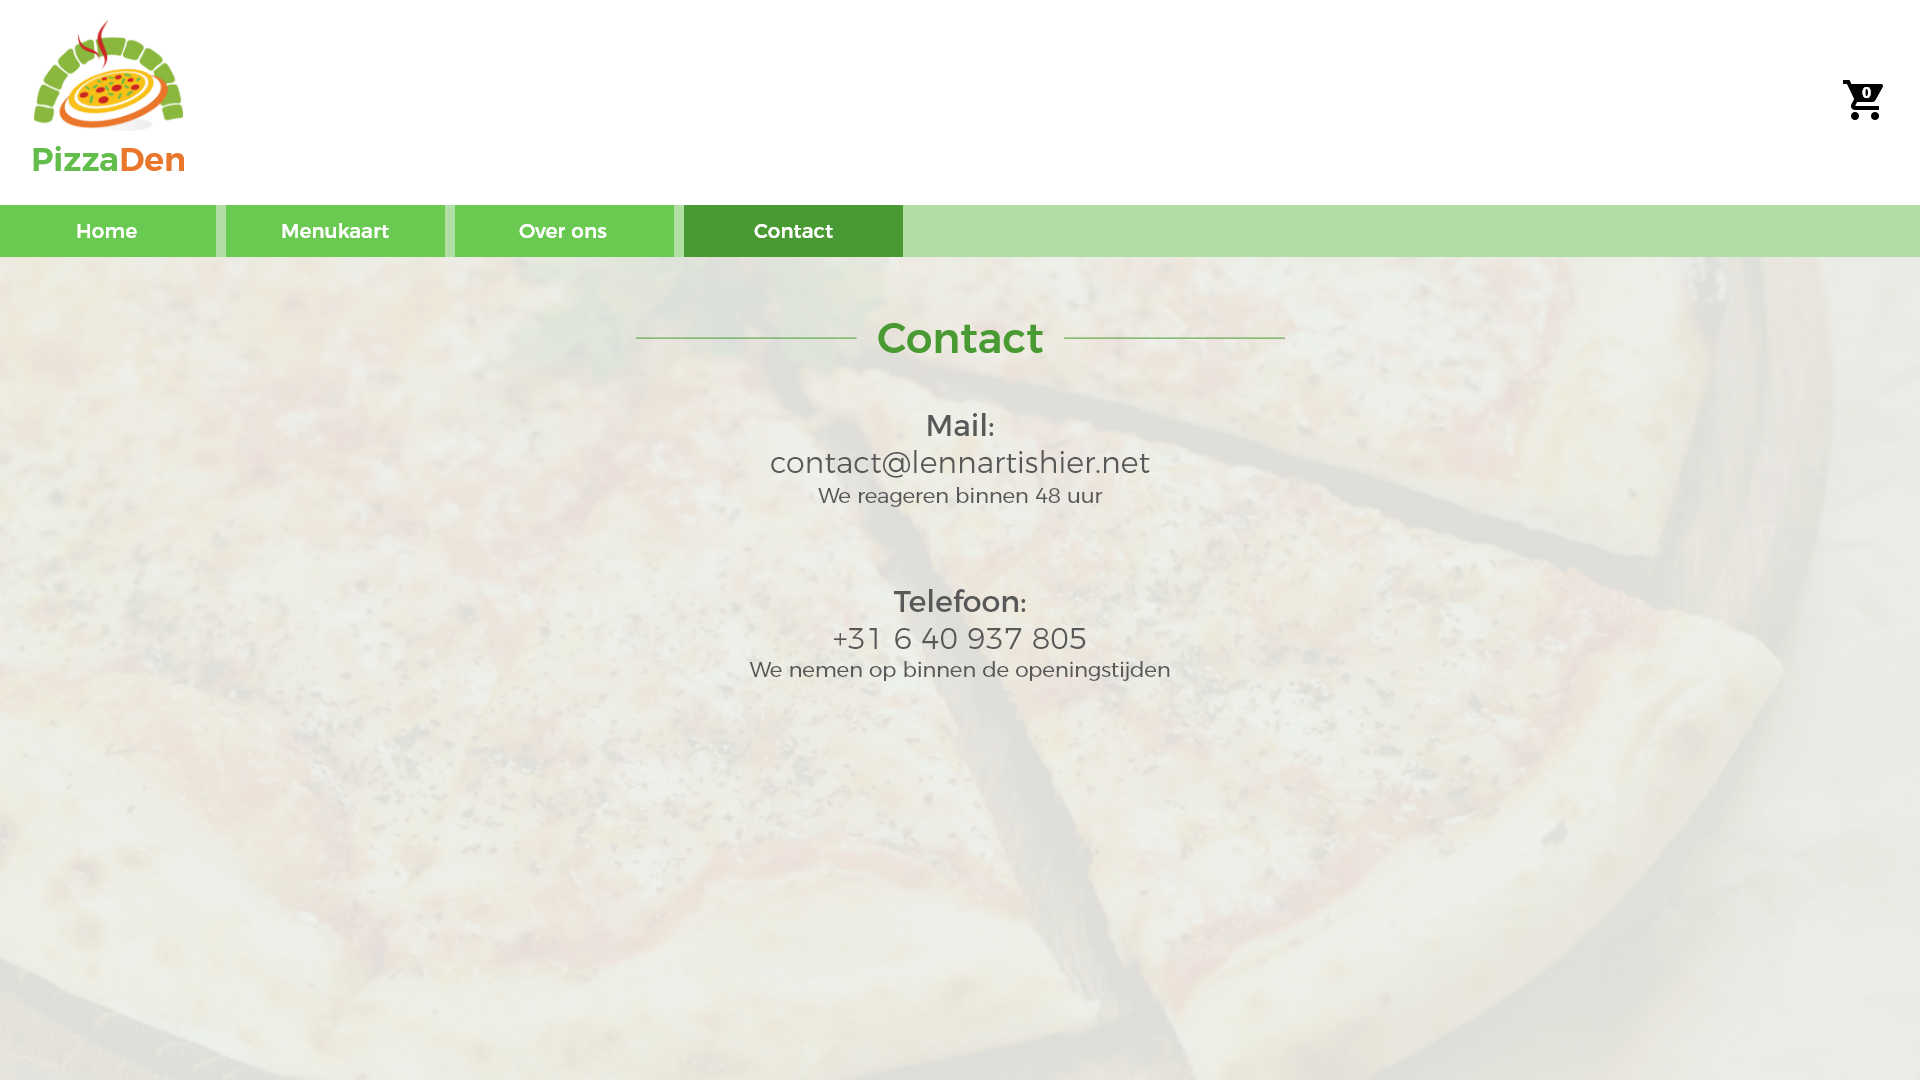 PizzaDen
0
Home
Menukaart
Over ons
Contact
Contact
Mail:
contact@lennartishier.net
We reageren binnen 48 uur
Telefoon:
+31 6 40 937 805
We nemen op binnen de openingstijden